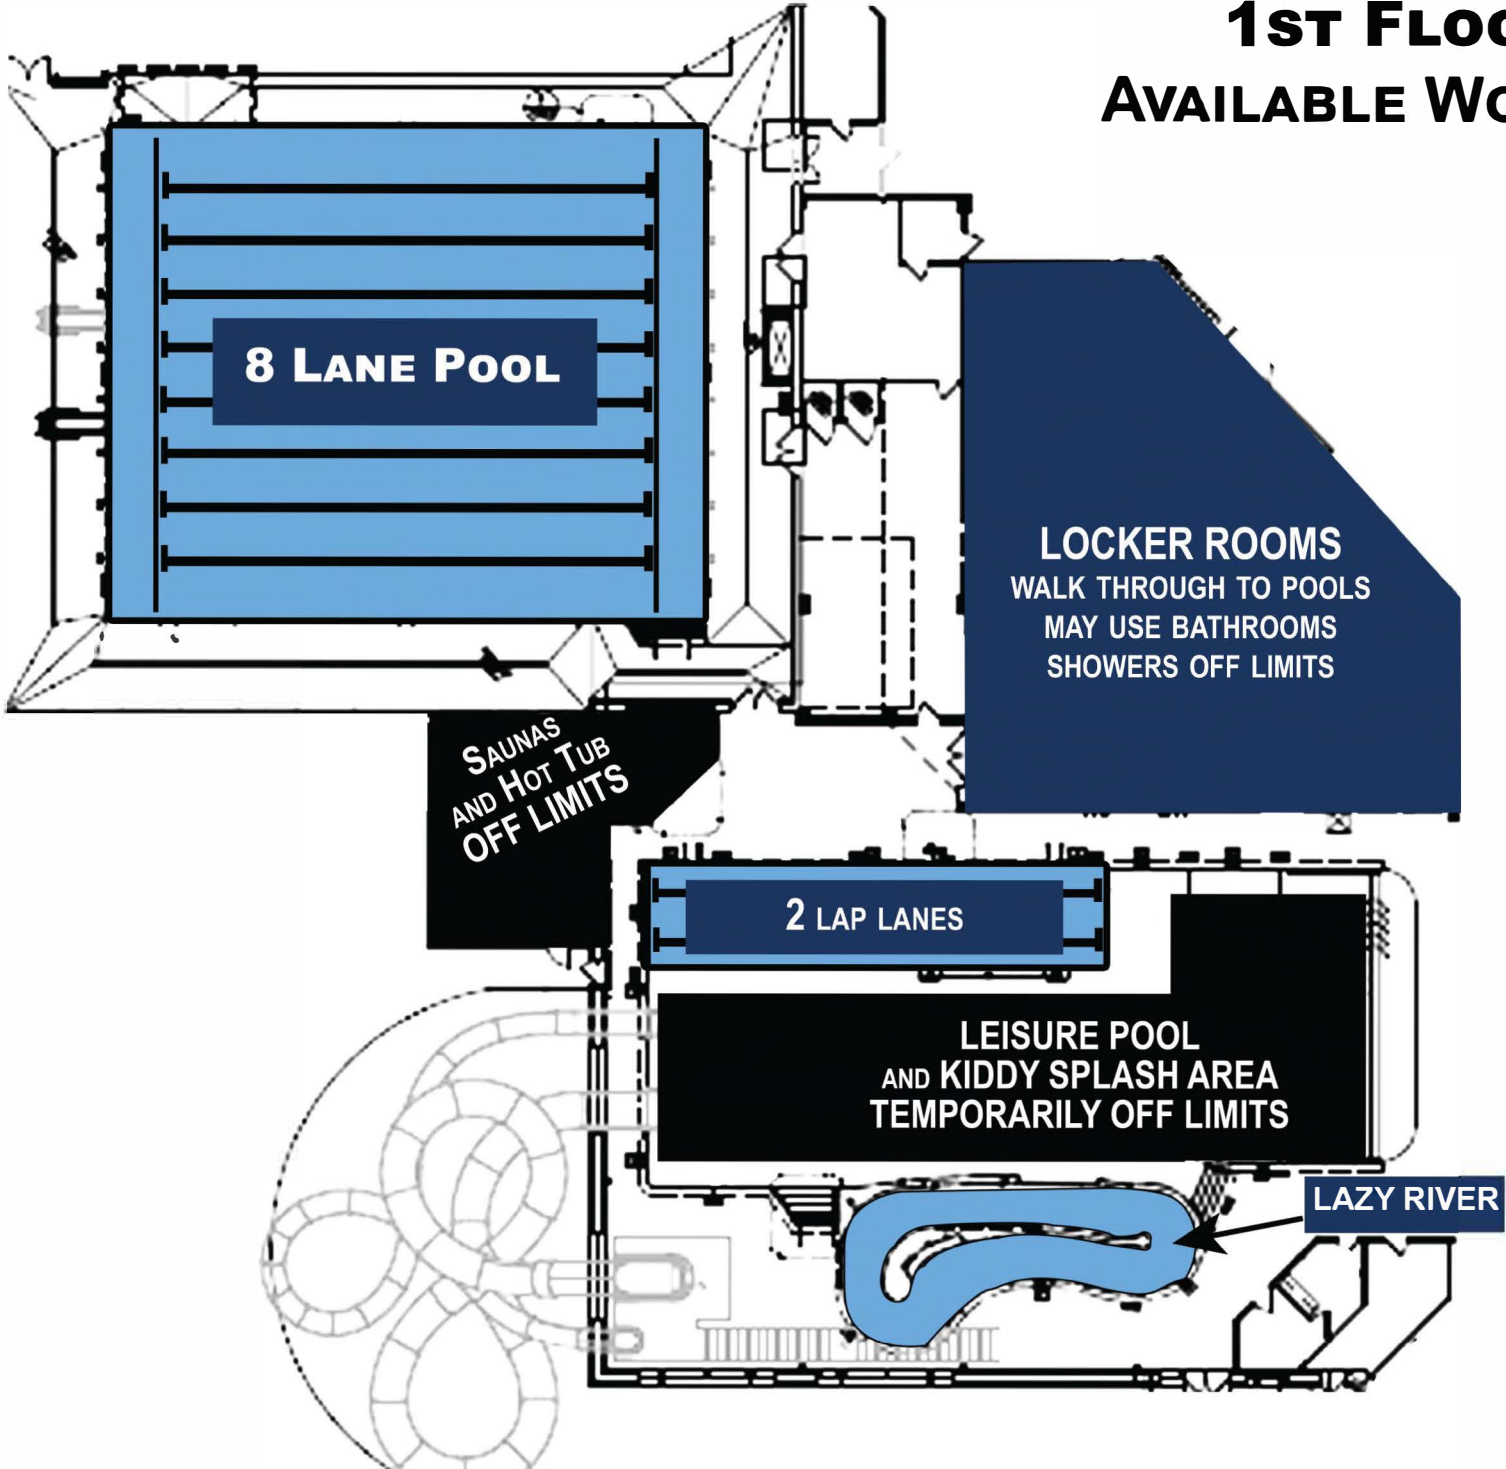 1ST FLOO
AVAILABLE WO
8 LANE POOL
LOCKER ROOMS
WALK THROUGH TO POOLS
MAY USE BATHROOMS
SHOWERS OFF LIMITS
SAUNAS
AND HOT TUB
OFF LIMITS
2 LAP LANES
LEISURE POOL
AND KIDDY SPLASH AREA
TEMPORARILY OFF LIMITS
LAZY RIVER